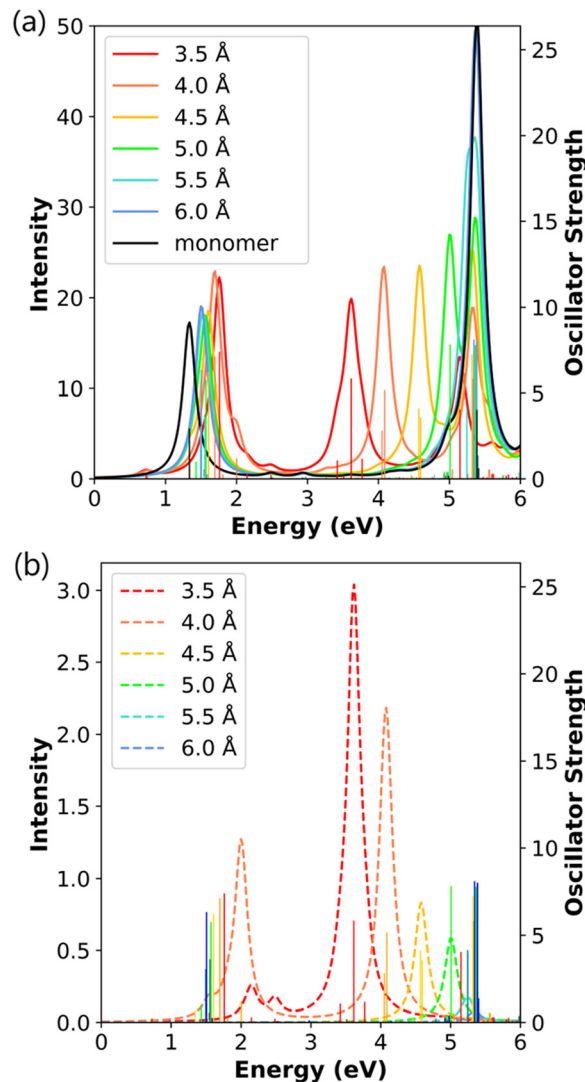 (a)
50
40
30
20
10
0
Intensity
3.5 Å
4.0 Å
4.5 Å
5.0 Å
5.5 Å
6.0 Å
monomer
25
20
15
10
5
0
Oscillator Strength
0 1 2 3 4 5 6
Energy (eV)
(b)
3.0
2.5
2.0
1.5
1.0
0.5
0.0
Intensity
3.5 Å
4.0 Å
4.5 Å
5.0 Å
5.5 Å
6.0 Å
25
20
15
10
5
0
Oscillator Strength
0 1 2 3 4 5 6
Energy (eV)